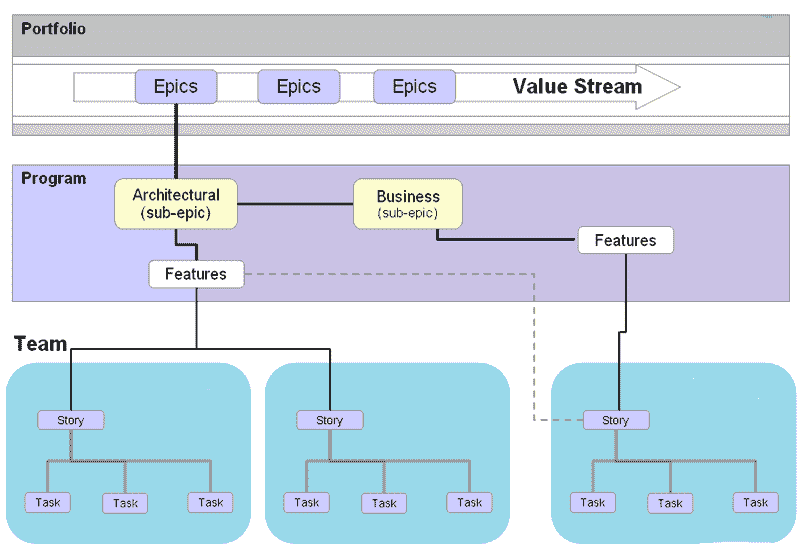 Portfolio
Epics Epics Epics Value Stream
Program
Architectural
(sub-epic)
Business
(sub-epic)
Features
Features
Team
Story Story Story
Task Task Task Task Task Task Task Task Task